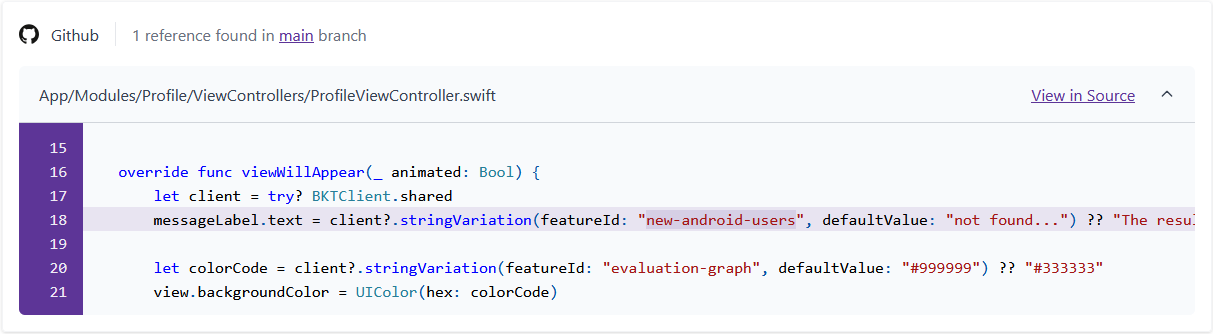 Github 1 reference found in main branch
App/Modules/Profile/ViewControllers/ProfileViewController.swift View in Source
15
16 override func viewWillAppear(_ animated: Bool) {
17 let client = try? BKTClient.shared
18 messageLabel.text = client?.stringVariation(featureId: "new-android-users", defaultValue: "not found...") ?? "The resu
19
20 let colorCode = client?.stringVariation(featureId: "evaluation-graph", defaultValue: "#999999") ?? "#333333"
21 view.backgroundColor = UIColor(hex: colorCode)